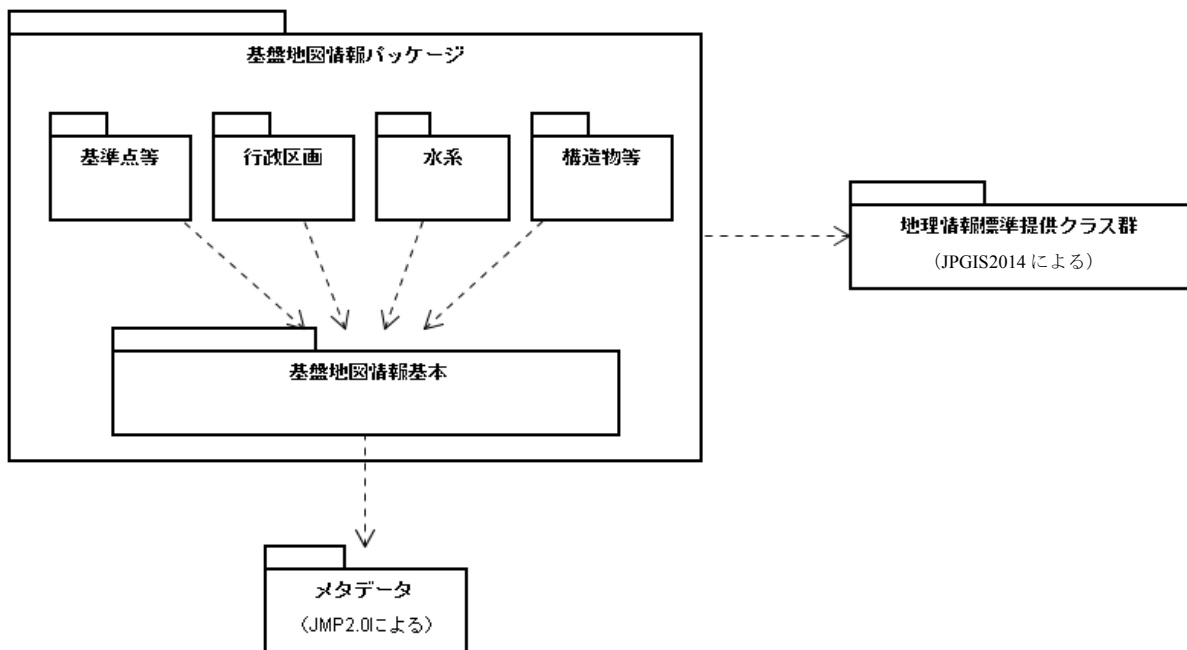 基盤地図情報パッケージ
基準点等
行政区画
水系
構造物等
地理情報標準提供クラス群
（JPGIS2014 による）
基盤地図情報基本
メタデータ
（JMP2.0による）